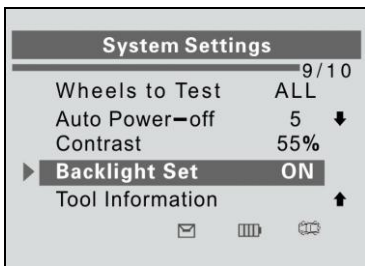 System Settings
9/10
Wheels to Test ALL
Auto Power-off 5
Contrast 55%
Backlight Set ON
Tool Information